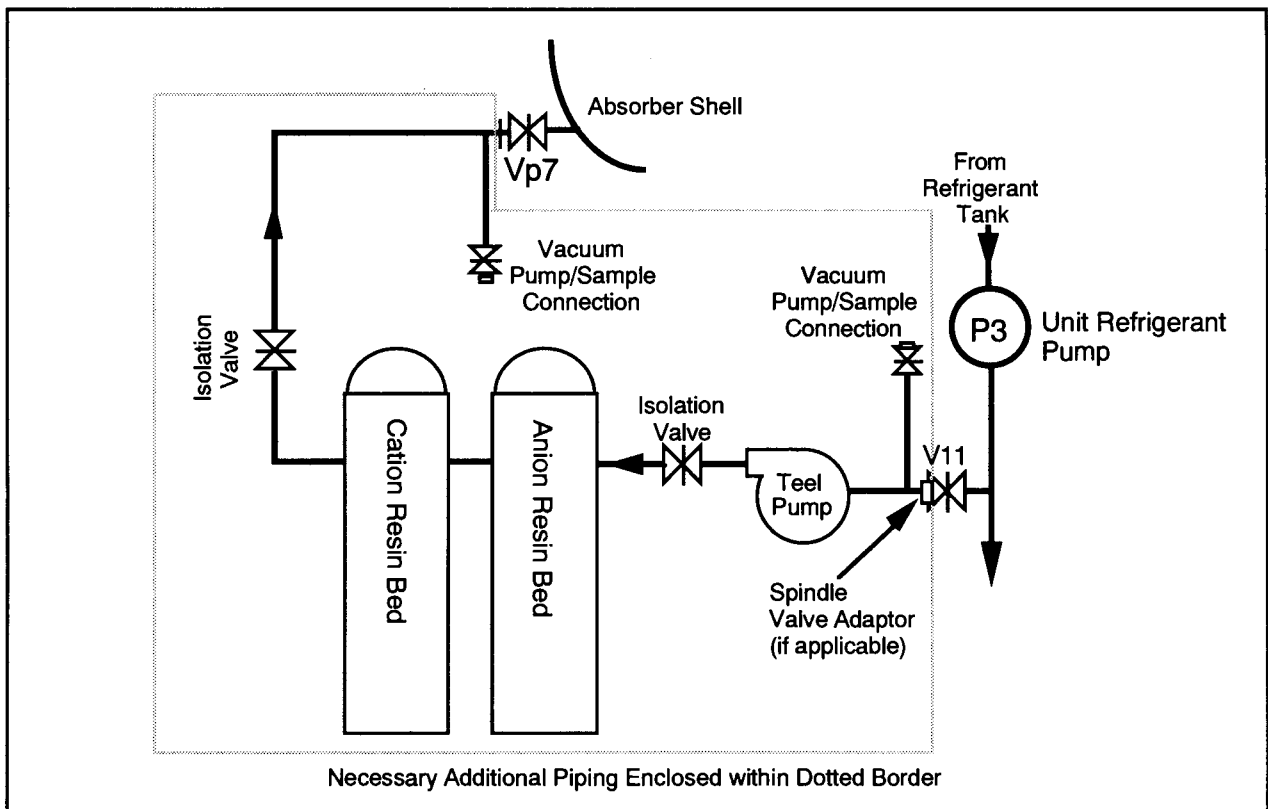 Absorber Shell
Vp7
From
Refrigerant
Tank
Vacuum
Pump/Sample
Connection
Vacuum
Pump/Sample
Connection
P3
Unit Refrigerant
Pump
Isolation
Valve
Cation Resin Bed
Anion Resin Bed
Isolation
Valve
Teel
Pump
V11
Spindle
Valve Adaptor
(if applicable)
Necessary Additional Piping Enclosed within Dotted Border